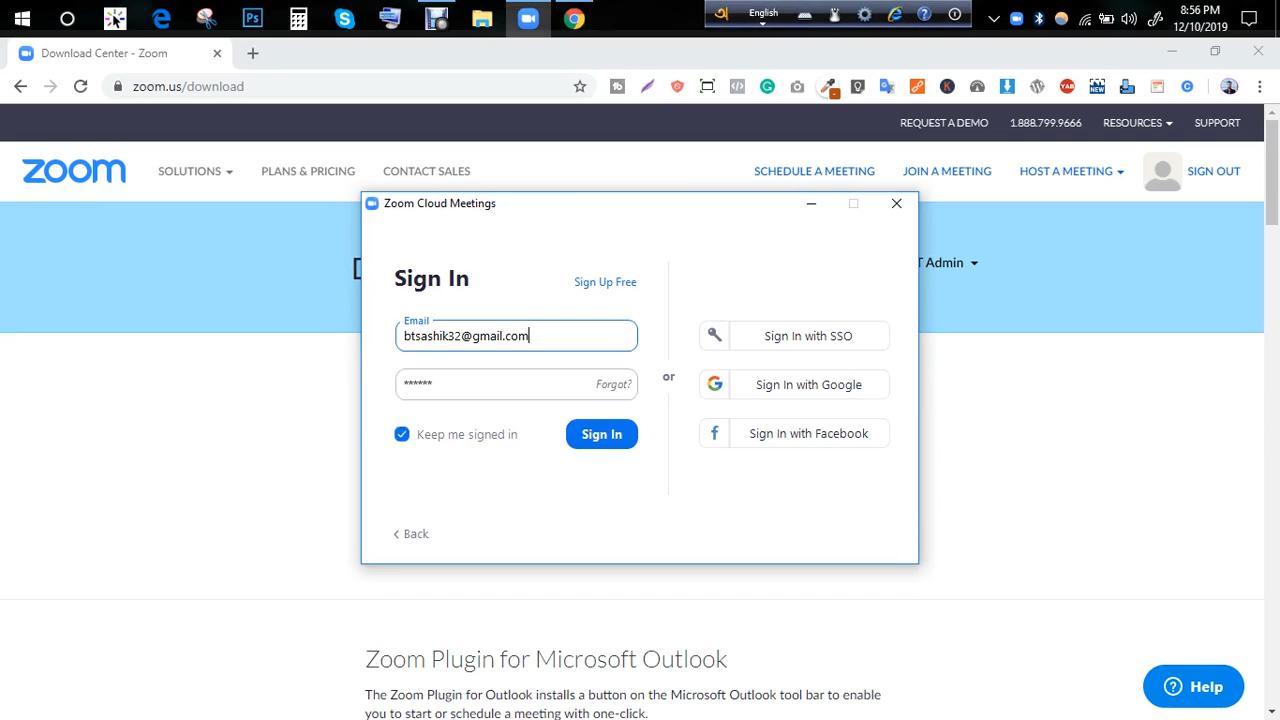 English
8:56 PM
12/10/2019
Download Center - Zoom
zoom.us/download
REQUEST A DEMO
1.888.799.9666
RESOURCES
SUPPORT
zoom
SOLUTIONS
PLANS & PRICING
CONTACT SALES
SCHEDULE A MEETING
JOIN A MEETING
HOST A MEETING
SIGN OUT
Zoom Cloud Meetings
Admin
Sign In
Sign Up Free
Email
btsashik32@gmail.com
Sign In with SSO
****** Forgot?
or
Sign In with Google
Keep me signed in
Sign In
Sign In with Facebook
< Back
Zoom Plugin for Microsoft Outlook
The Zoom Plugin for Outlook installs a button on the Microsoft Outlook tool bar to enable
you to start or schedule a meeting with one-click.
Help